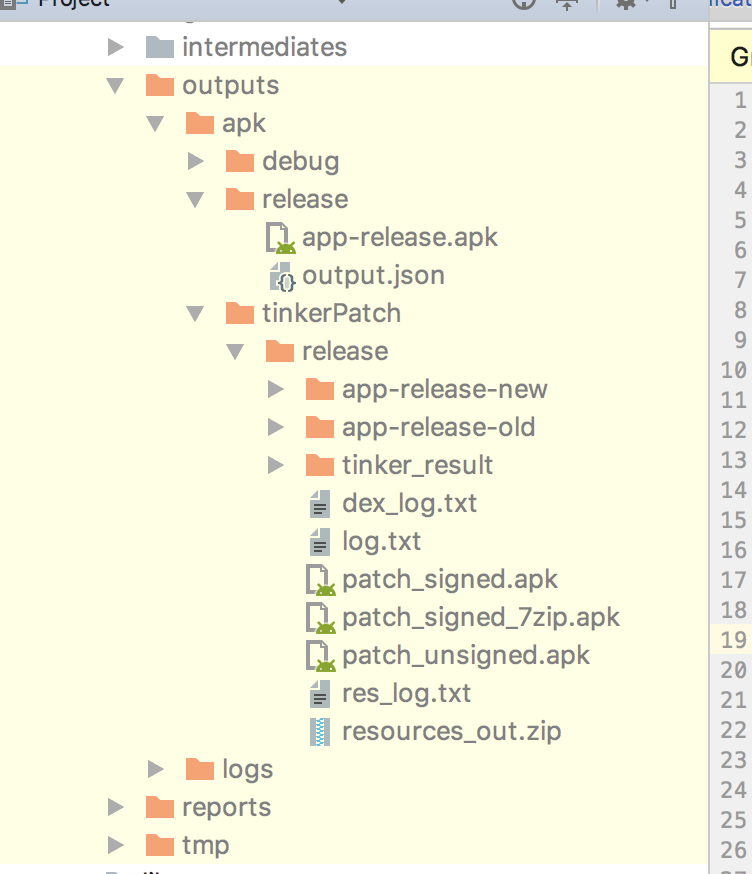 Project
intermediates
outputs
apk
debug
release
app-release.apk
output.json
tinkerPatch
release
app-release-new
app-release-old
tinker_result
dex_log.txt
log.txt
patch_signed.apk
patch_signed_7zip.apk
patch_unsigned.apk
res_log.txt
resources_out.zip
logs
reports
tmp
1
2
3
4
5
6
7
8
9
10
11
12
13
14
15
16
17
18
19
20
21
22
23
24
25
26